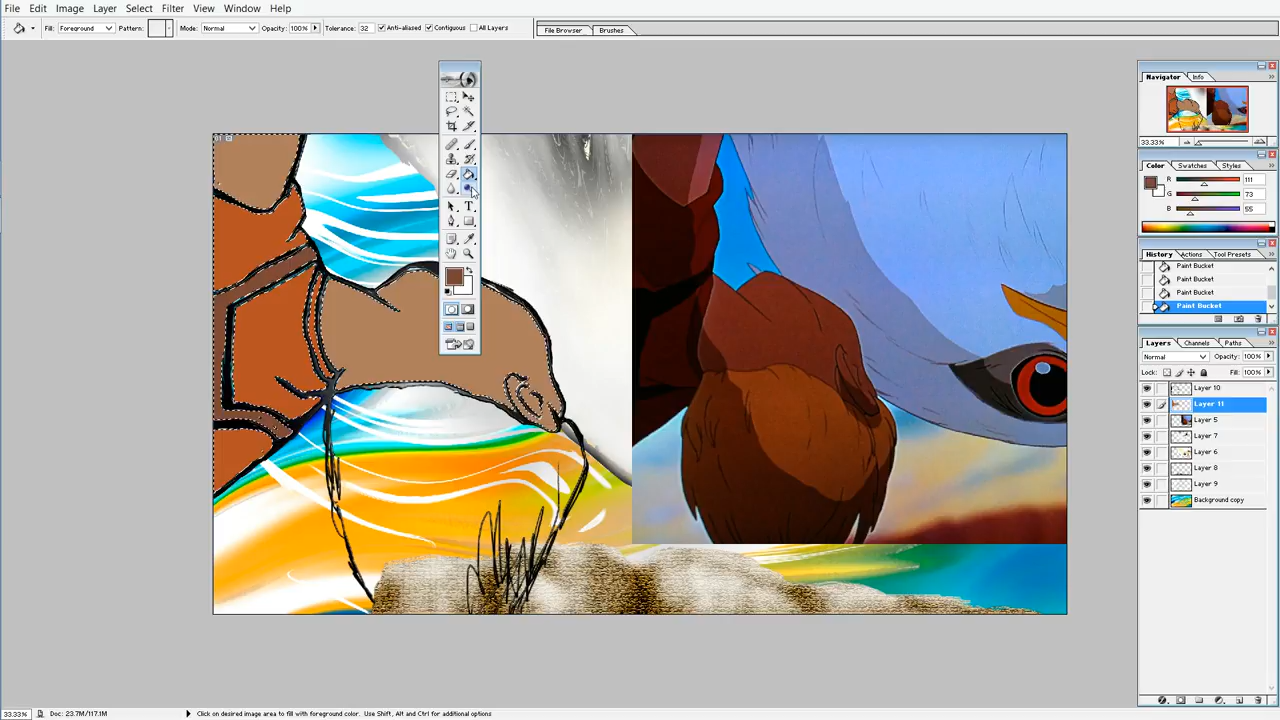 File Edit Image Layer Select Filter View Window Help
Fill: Foreground Pattern: Mode: Normal Opacity: 100% Tolerance: 32 Anti-aliased Contiguous All Layers
File Browser Brushes
Navigator Info
33.33%
Color Swatches Styles
R 111
G 73
B 55
History Actions Tool Presets
Paint Bucket
Paint Bucket
Paint Bucket
Paint Bucket
Layers Channels Paths
Normal Opacity: 100%
Lock: Fill: 100%
Layer 10
Layer 11
Layer 5
Layer 7
Layer 6
Layer 8
Layer 9
Background copy
33.33% Doc: 23.7M/117.1M Click on desired image area to fill with foreground color. Use Shift, Alt and Ctrl for additional options